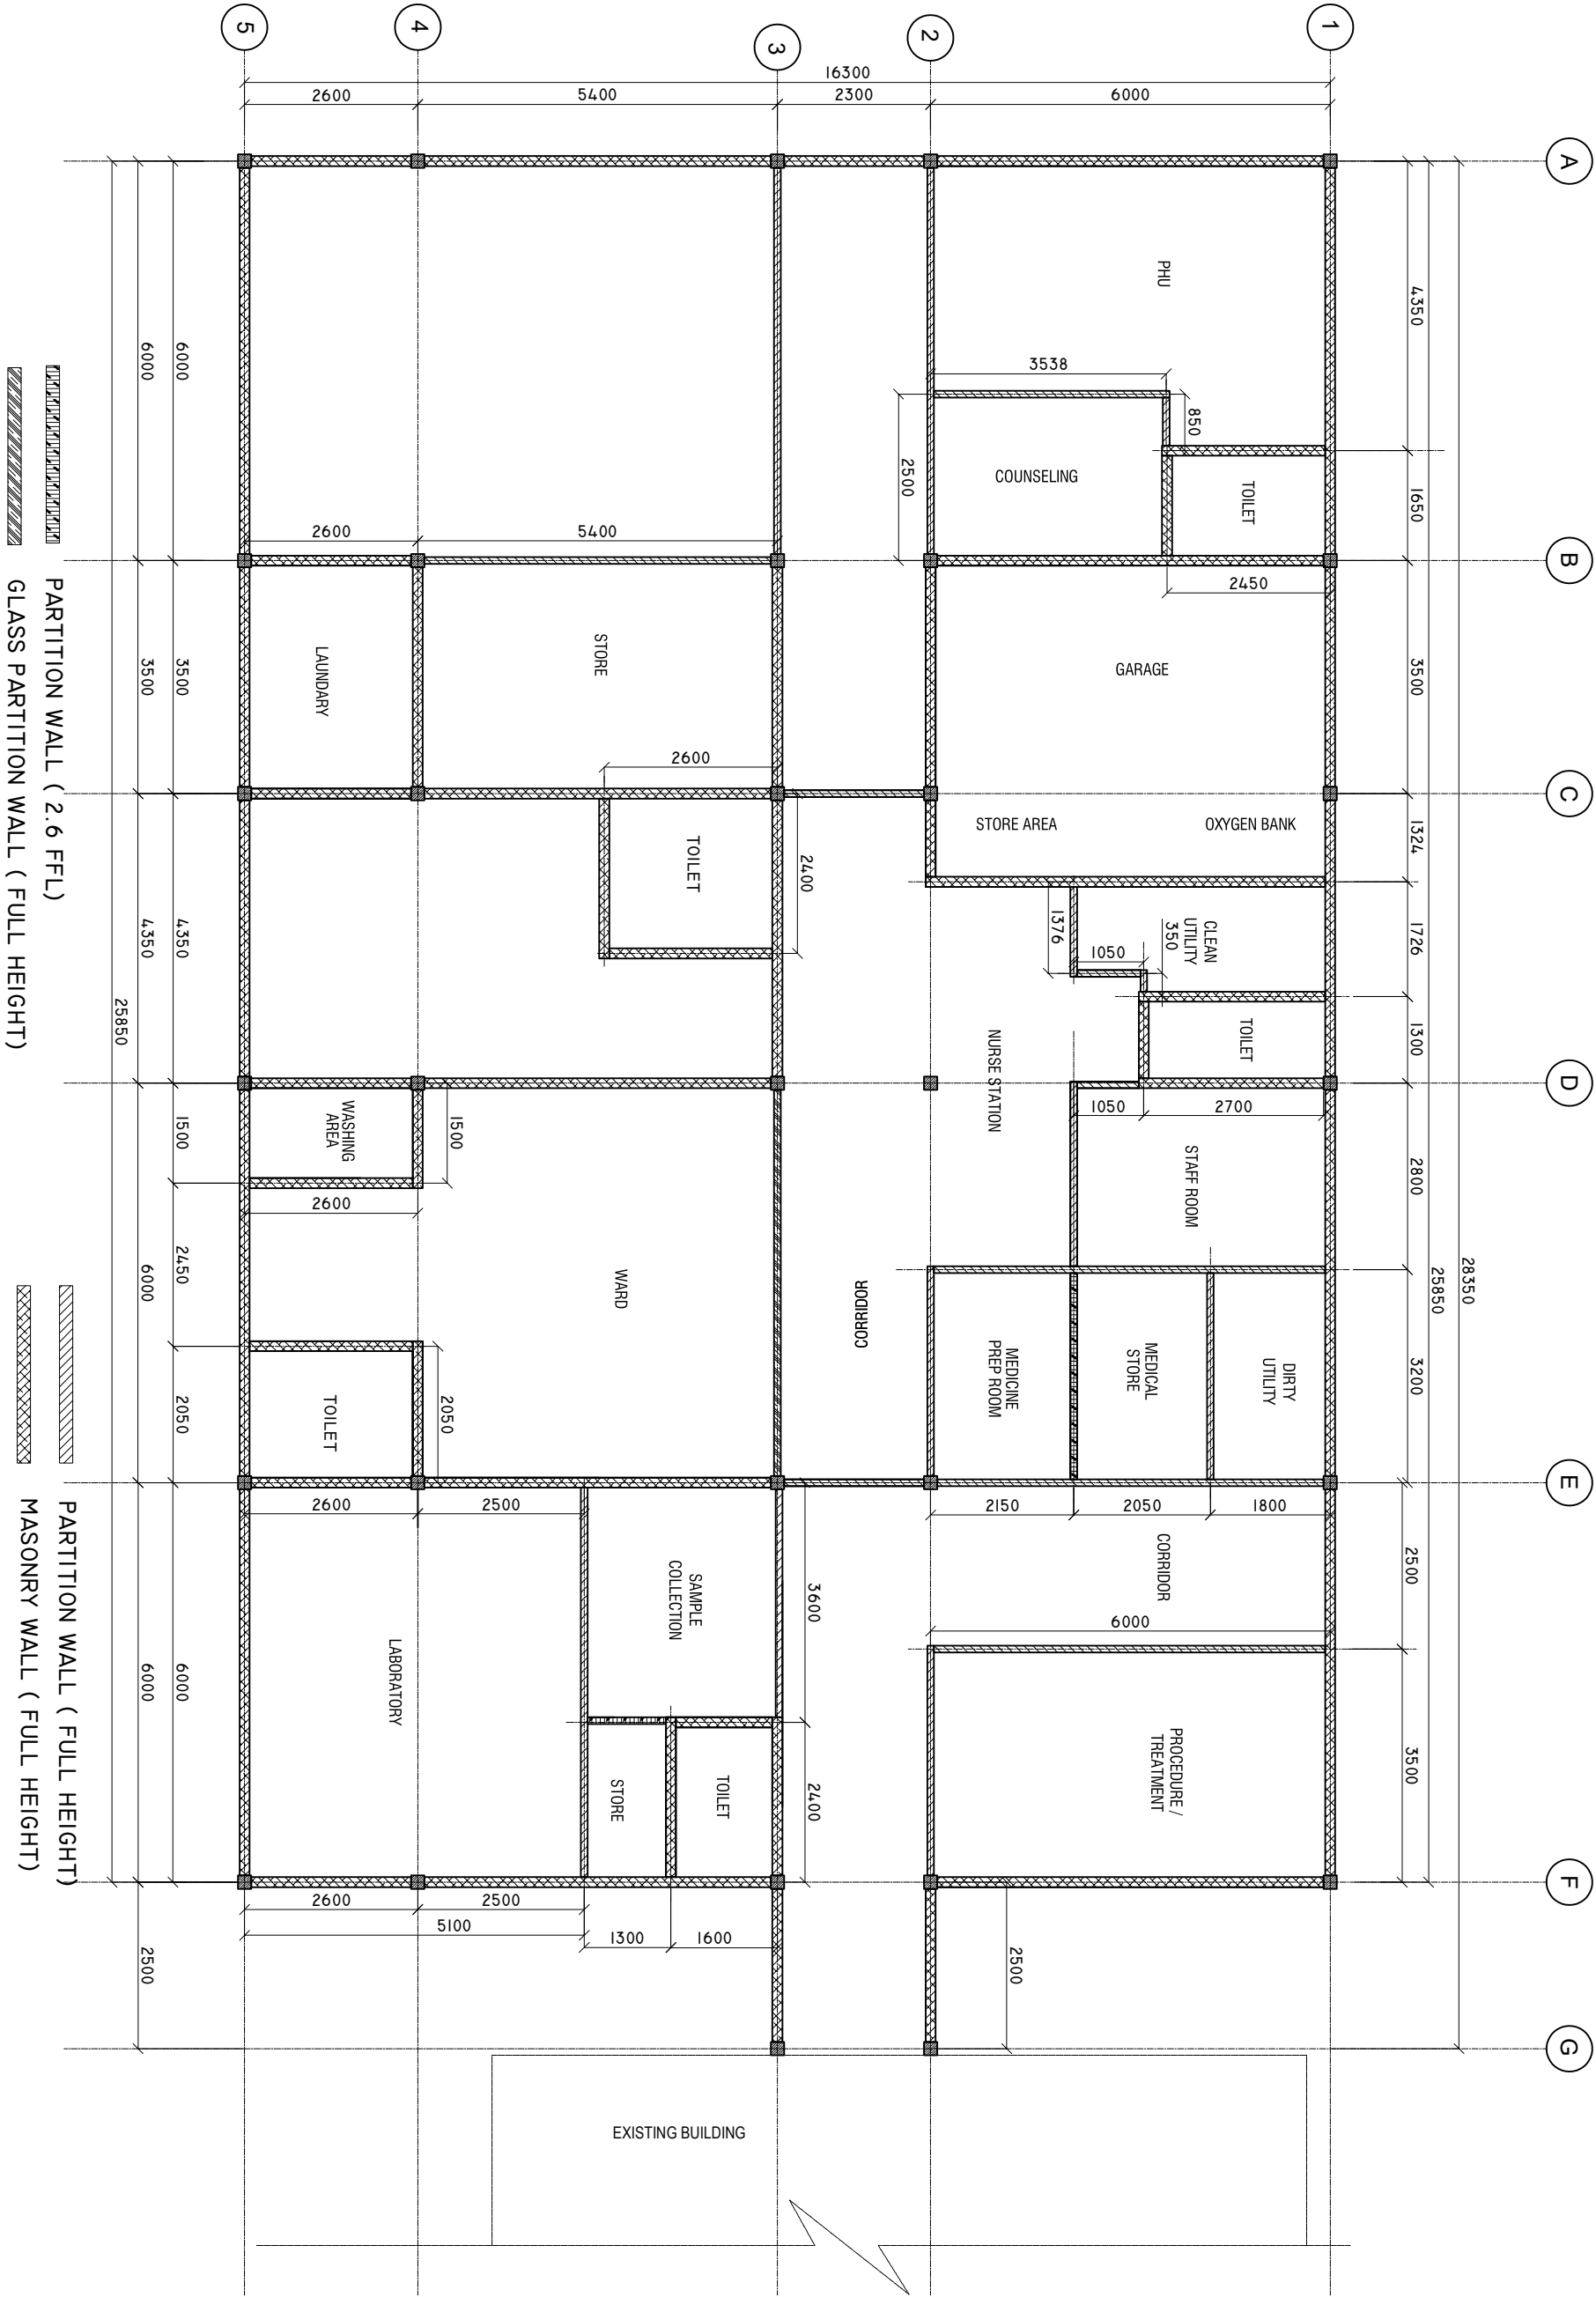 5
4
3
2
1
16300
2600
5400
2300
6000
A
B
C
D
E
F
G
PHU
4350
3538
850
2500
COUNSELING
TOILET
1650
6000
6000
2600
5400
2450
LAUNDARY
STORE
GARAGE
3500
3500
3500
2600
STORE AREA
OXYGEN BANK
1324
TOILET
2400
4350
4350
1376
1050
350
CLEAN
UTILITY
1726
NURSE STATION
TOILET
1300
25850
WASHING
AREA
1500
1500
1050
2700
STAFF ROOM
2800
2600
2450
6000
WARD
CORRIDOR
28350
25850
MEDICINE
PREP ROOM
MEDICAL
STORE
DIRTY
UTILITY
3200
TOILET
2050
2050
2600
2500
2150
2050
1800
SAMPLE
COLLECTION
3600
CORRIDOR
2500
6000
LABORATORY
6000
6000
STORE
TOILET
2400
PROCEDURE /
TREATMENT
3500
2600
2500
5100
1300
1600
2500
2500
EXISTING BUILDING
PARTITION WALL ( 2.6 FFL)
GLASS PARTITION WALL ( FULL HEIGHT)
PARTITION WALL ( FULL HEIGHT)
MASONRY WALL ( FULL HEIGHT)